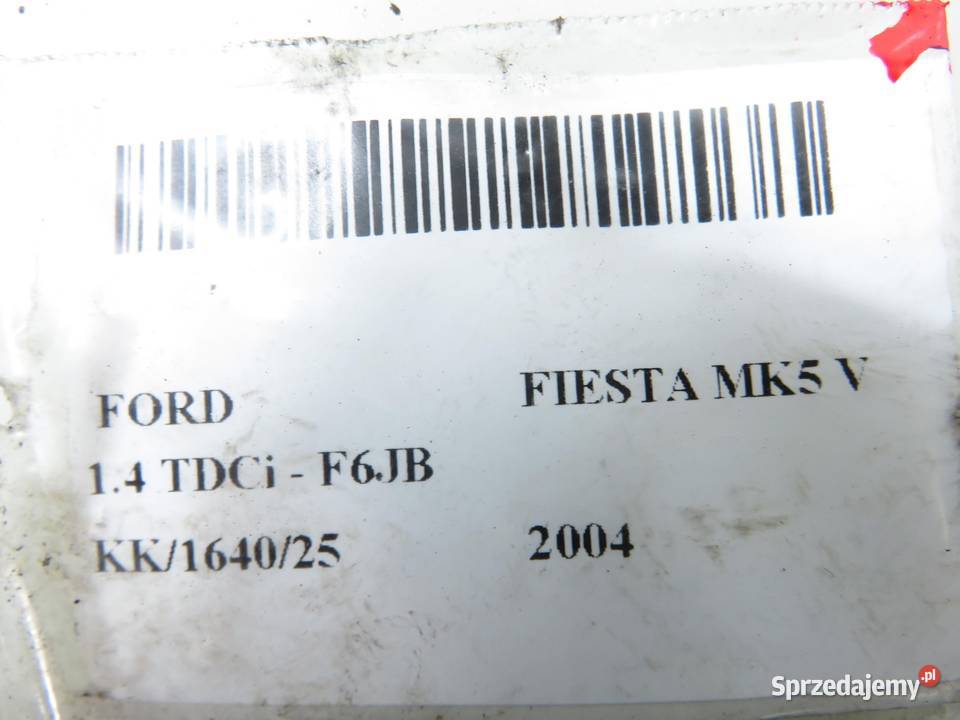 FORD FIESTA MK5 V
1.4 TDCi - F6JB
KK/1640/25 2004
Sprzedajemy.pl